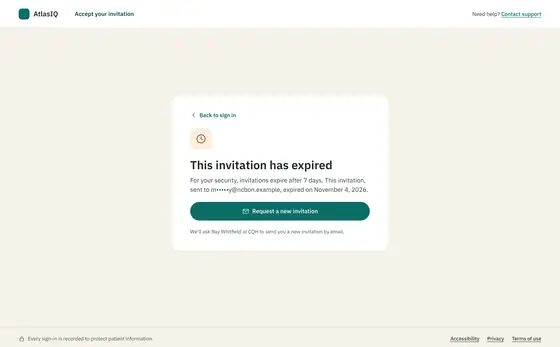 AtlasIQ
Accept your invitation
Need help? Contact support
Back to sign in
This invitation has expired
For your security, invitations expire after 7 days. This invitation,
sent to m•••••y@ncbon.example, expired on November 4, 2026.
Request a new invitation
We'll ask Ray Whitfield at CQH to send you a new invitation by email.
Every sign-in is recorded to protect patient information
Accessibility
Privacy
Terms of use